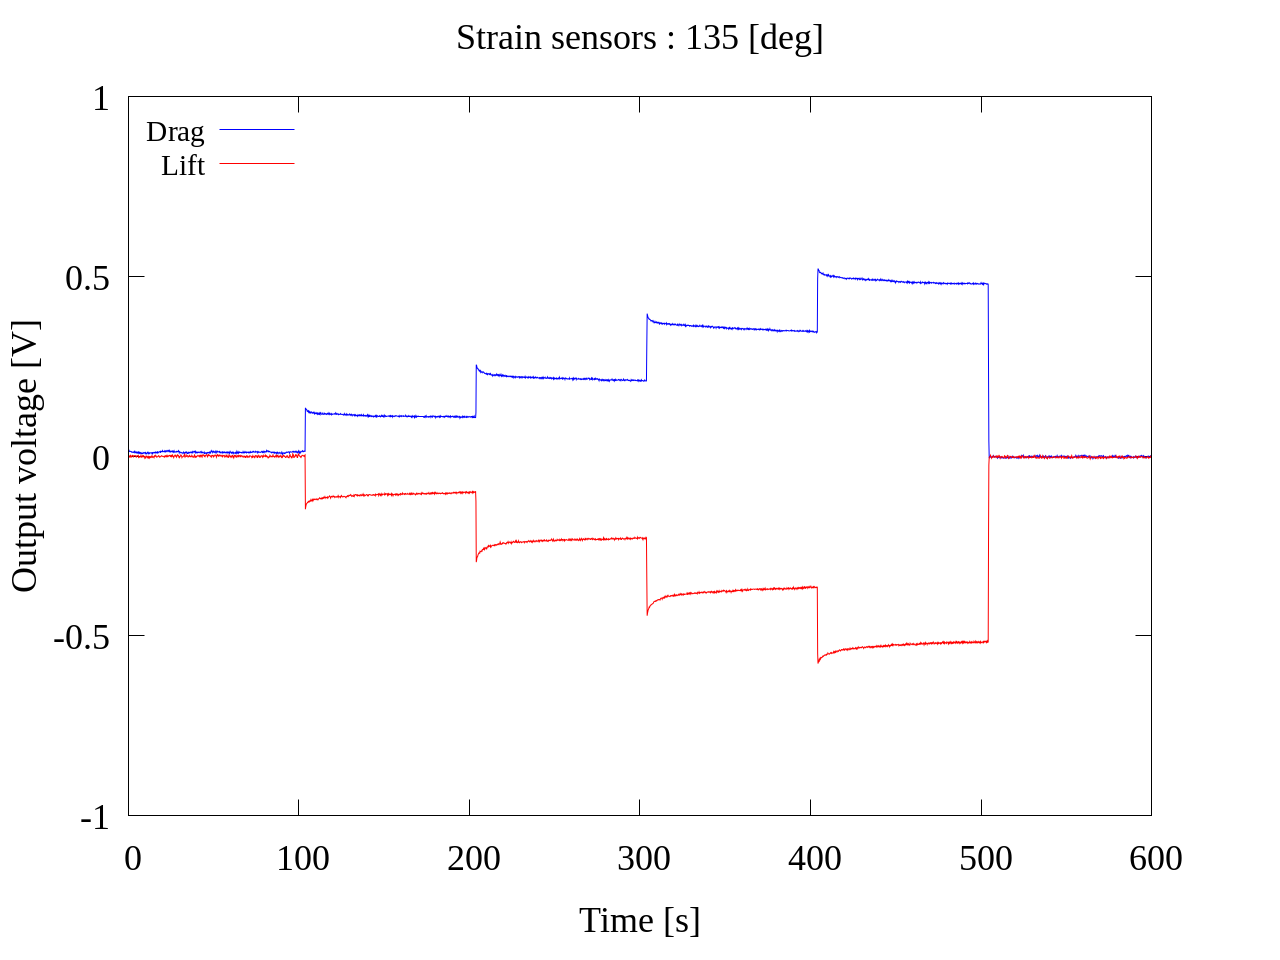 Strain sensors : 135 [deg]
Drag
Lift
1
0.5
0
-0.5
-1
Output voltage [V]
0 100 200 300 400 500 600
Time [s]